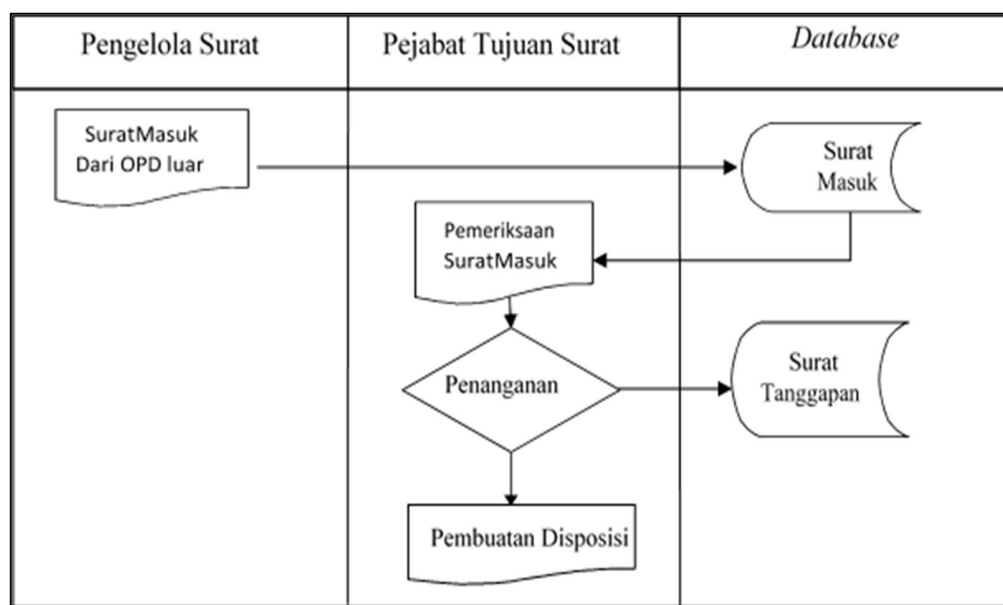 Pengelola Surat
Pejabat Tujuan Surat
Database
SuratMasuk
Dari OPD luar
Surat
Masuk
Pemeriksaan
SuratMasuk
Penanganan
Surat
Tanggapan
Pembuatan Disposisi